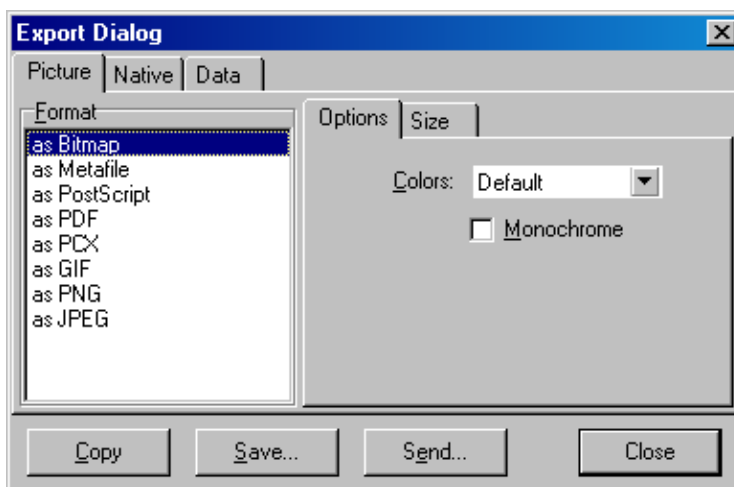 Export Dialog
Picture Native Data
Format
as Bitmap
as Metafile
as PostScript
as PDF
as PCX
as GIF
as PNG
as JPEG
Options Size
Colors: Default
Monochrome
Copy Save... Send... Close